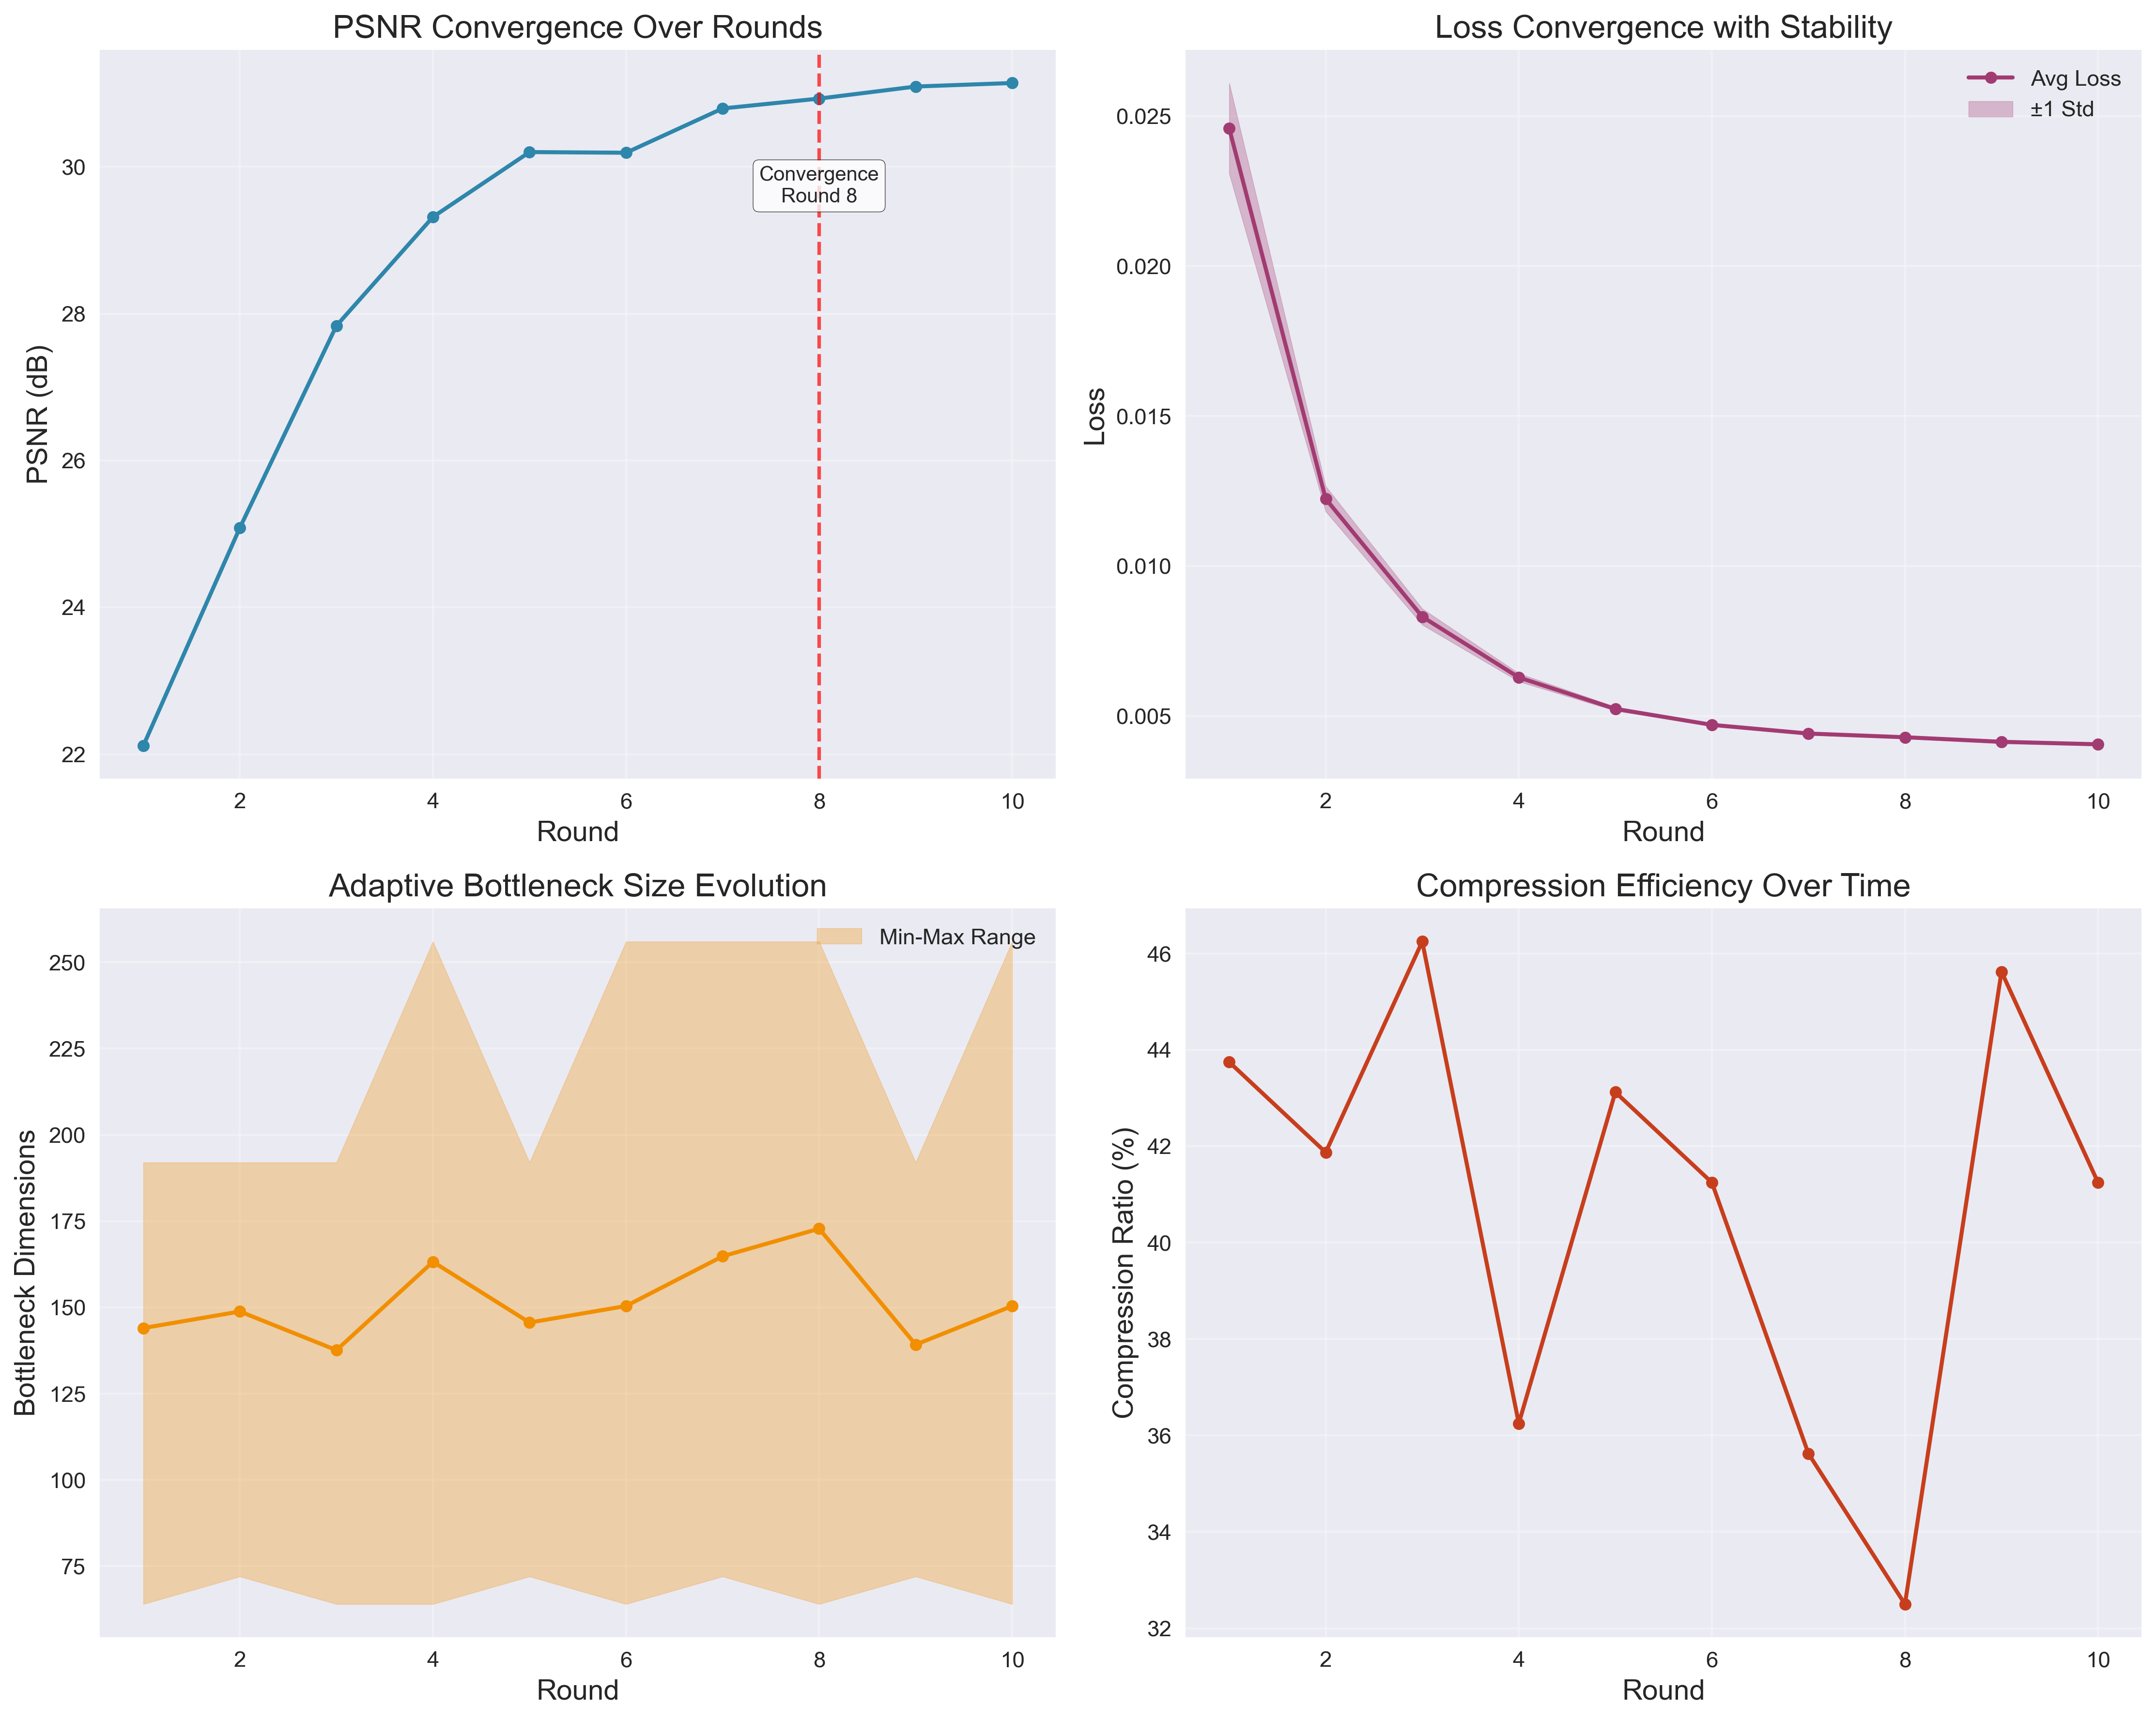 PSNR Convergence Over Rounds
PSNR (dB)
30
28
26
24
22
Convergence
Round 8
2
4
6
8
10
Round
Loss Convergence with Stability
Avg Loss
±1 Std
Loss
0.025
0.020
0.015
0.010
0.005
2
4
6
8
10
Round
Adaptive Bottleneck Size Evolution
Min-Max Range
Bottleneck Dimensions
250
225
200
175
150
125
100
75
2
4
6
8
10
Round
Compression Efficiency Over Time
Compression Ratio (%)
46
44
42
40
38
36
34
32
2
4
6
8
10
Round